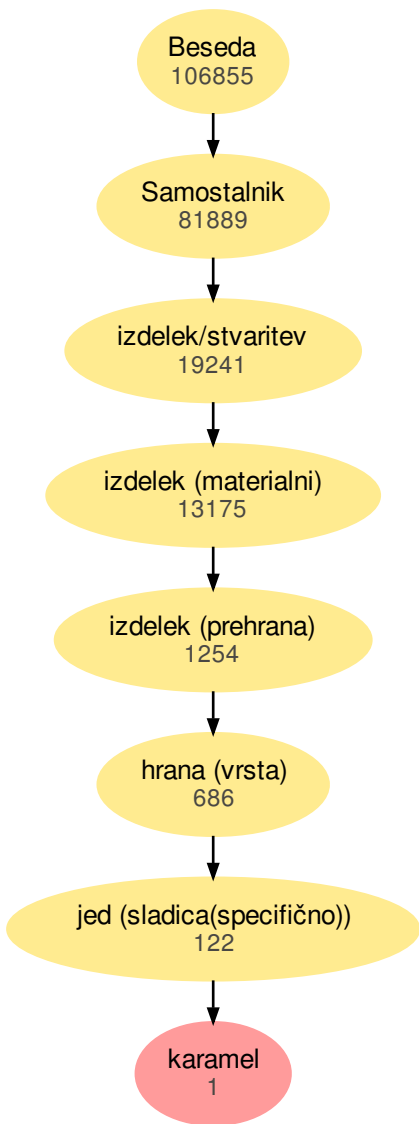 Beseda
106855
Samostalnik
81889
izdelek/stvaritev
19241
izdelek (materialni)
13175
izdelek (prehrana)
1254
hrana (vrsta)
686
jed (sladica(specifično))
122
karamel
1